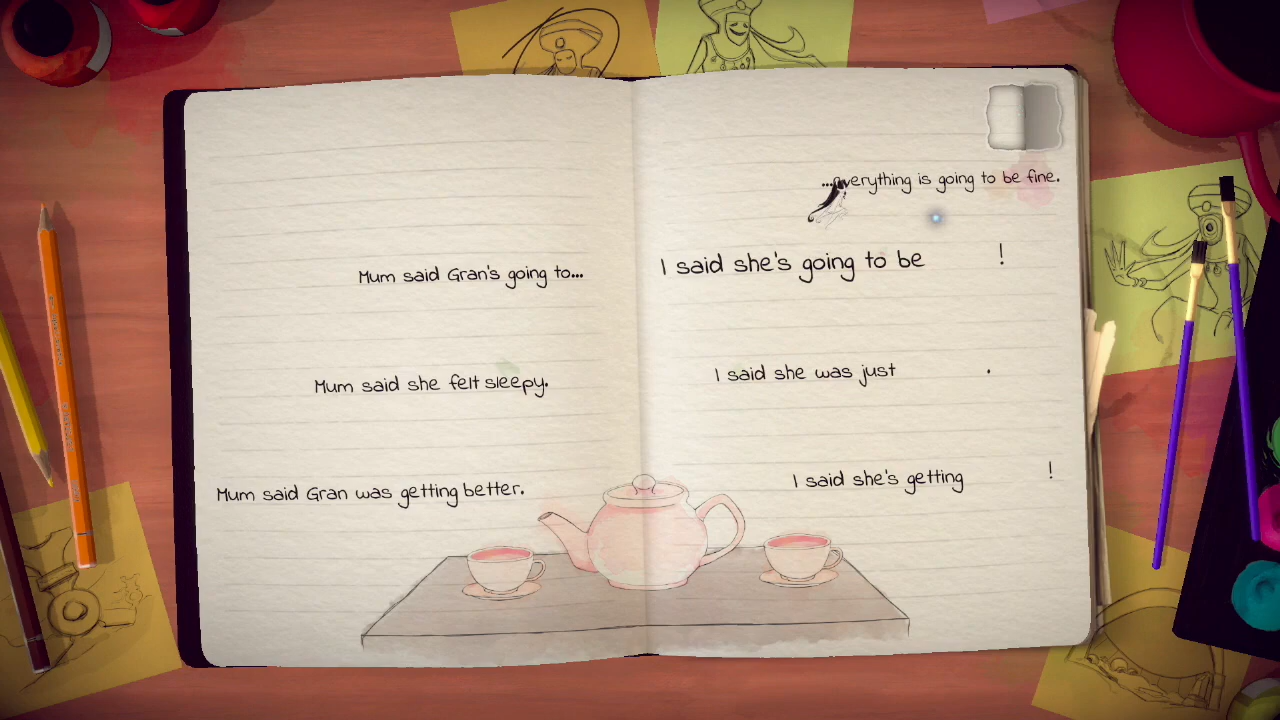 ...everything is going to be fine.
Mum said Gran's going to...
I said she's going to be !
Mum said she felt sleepy.
I said she was just .
Mum said Gran was getting better.
I said she's getting !